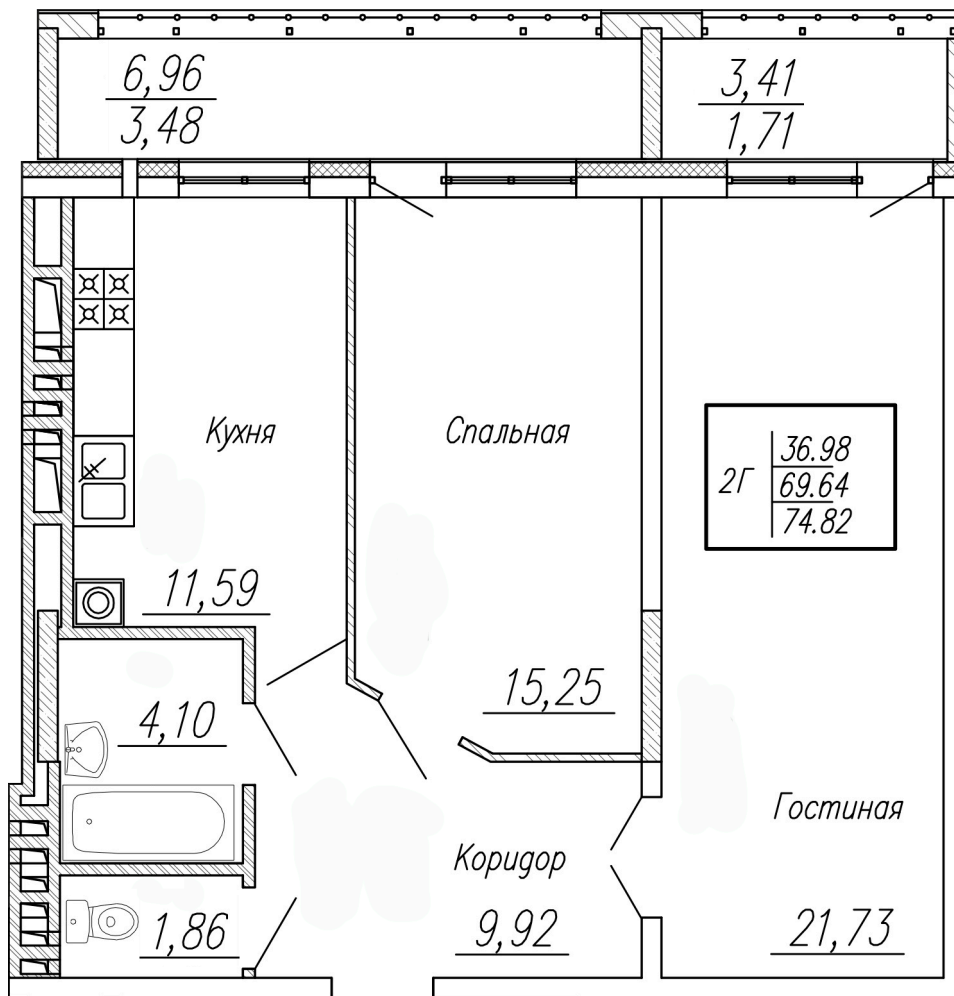 6,96
3,48
3,41
1,71
Кухня
Спальная
2Г
36.98
69.64
74.82
11,59
15,25
4,10
Гостиная
Коридор
1,86
9,92
21,73